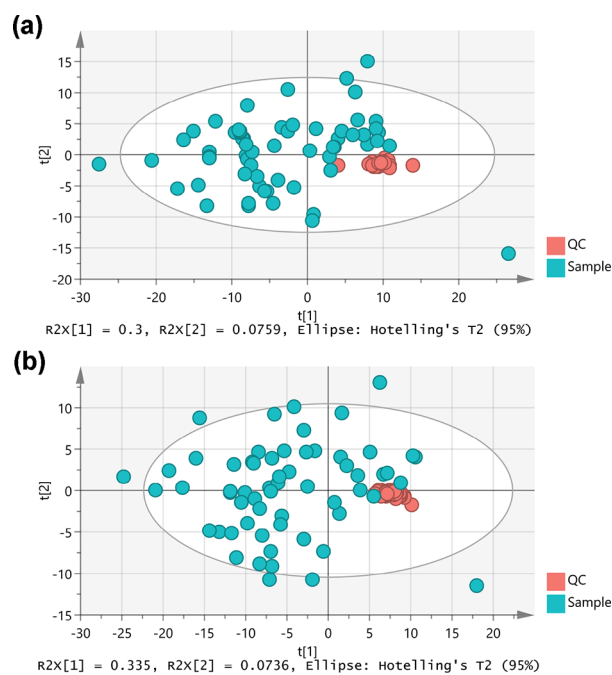 (a)
15
10
5
0
-5
-10
-15
-20
t[2]
-30 -20 -10 0 10 20
t[1]
QC
Sample
R2X[1] = 0.3, R2X[2] = 0.0759, Ellipse: Hotelling's T2 (95%)
(b)
10
5
0
-5
-10
-15
t[2]
-30 -25 -20 -15 -10 -5 0 5 10 15 20
t[1]
QC
Sample
R2X[1] = 0.335, R2X[2] = 0.0736, Ellipse: Hotelling's T2 (95%)